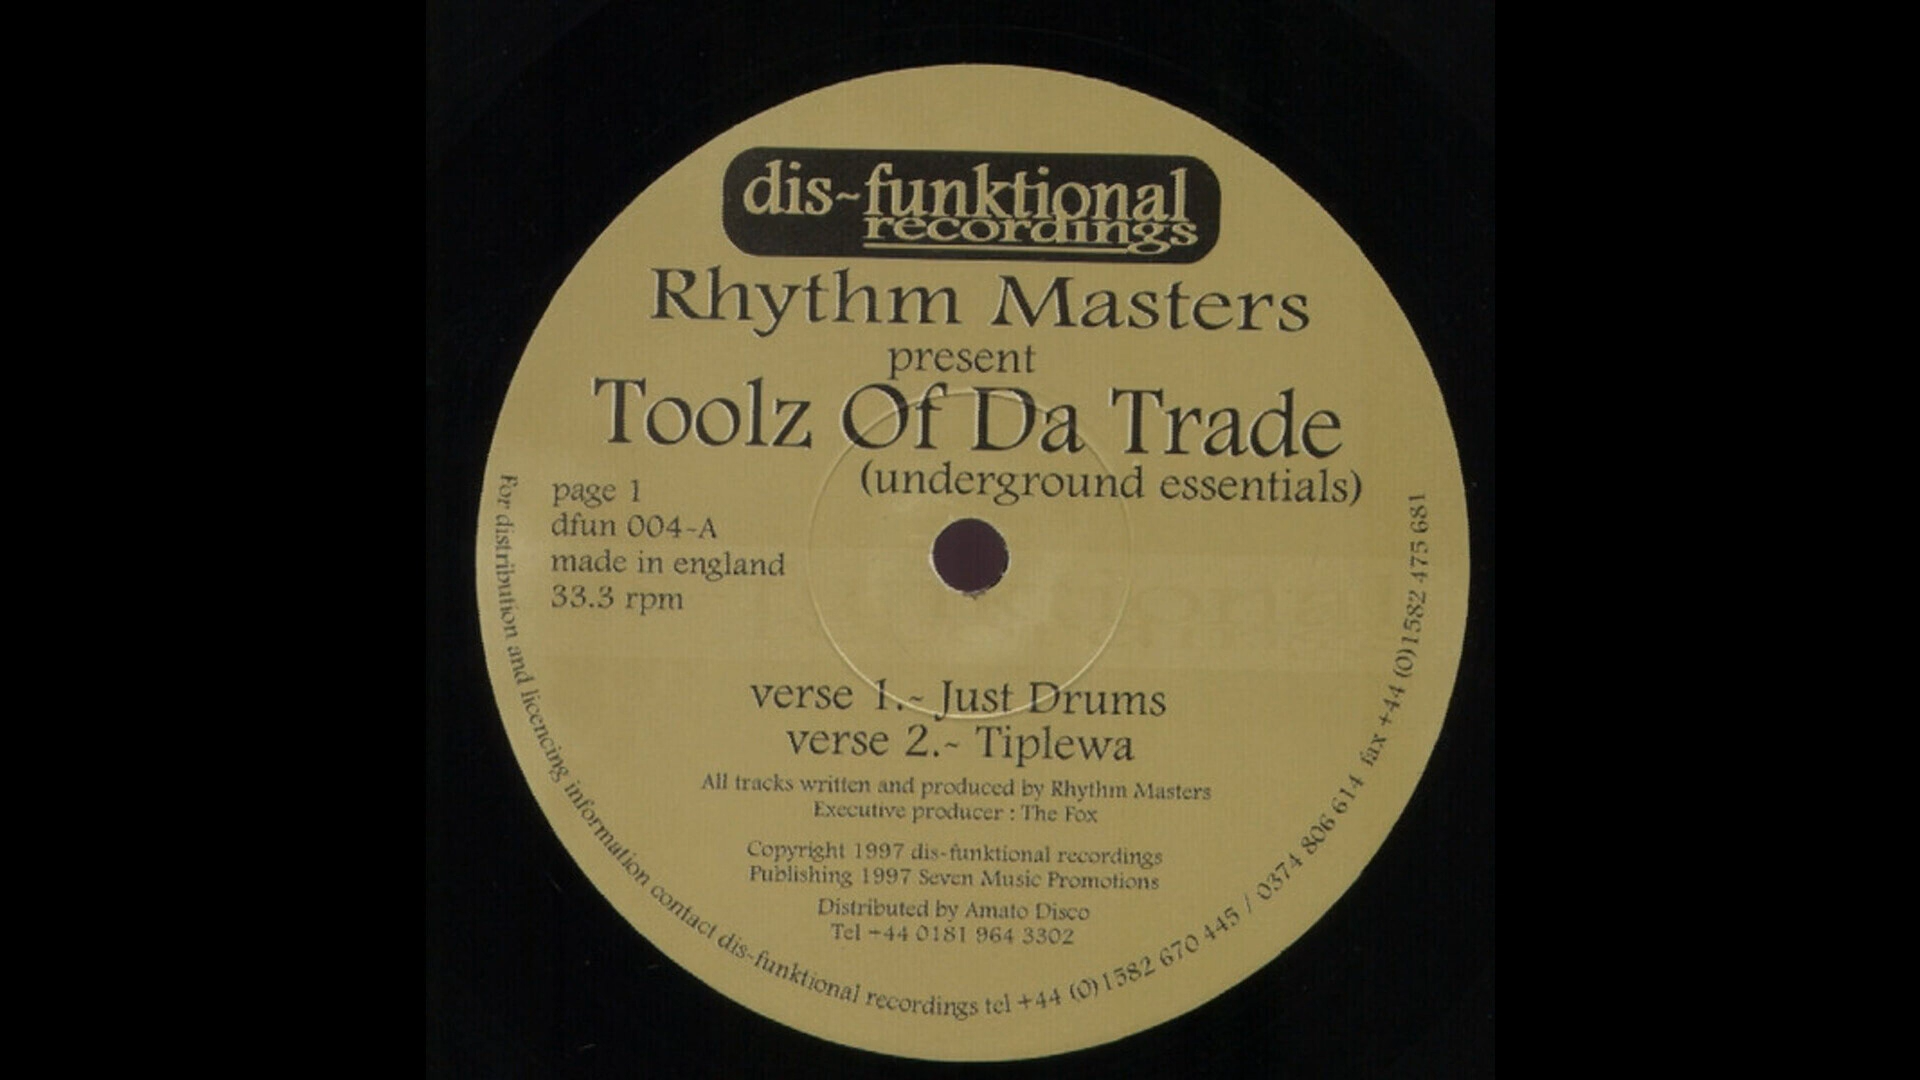 dis~funktional
recordings
Rhythm Masters
present
Toolz Of Da Trade
(underground essentials)
page 1
dfun 004-A
made in england
33.3 rpm
verse 1.~ Just Drums
verse 2.~ Tiplewa
All tracks written and produced by Rhythm Masters
Executive producer : The Fox
Copyright 1997 dis-funktional recordings
Publishing 1997 Seven Music Promotions
Distributed by Amato Disco
Tel +44 0181 964 3302
For distribution and licencing information contact dis-funktional recordings tel +44 (0)1582 670 445 / 0374 806 614 fax +44 (0)1582 475 681